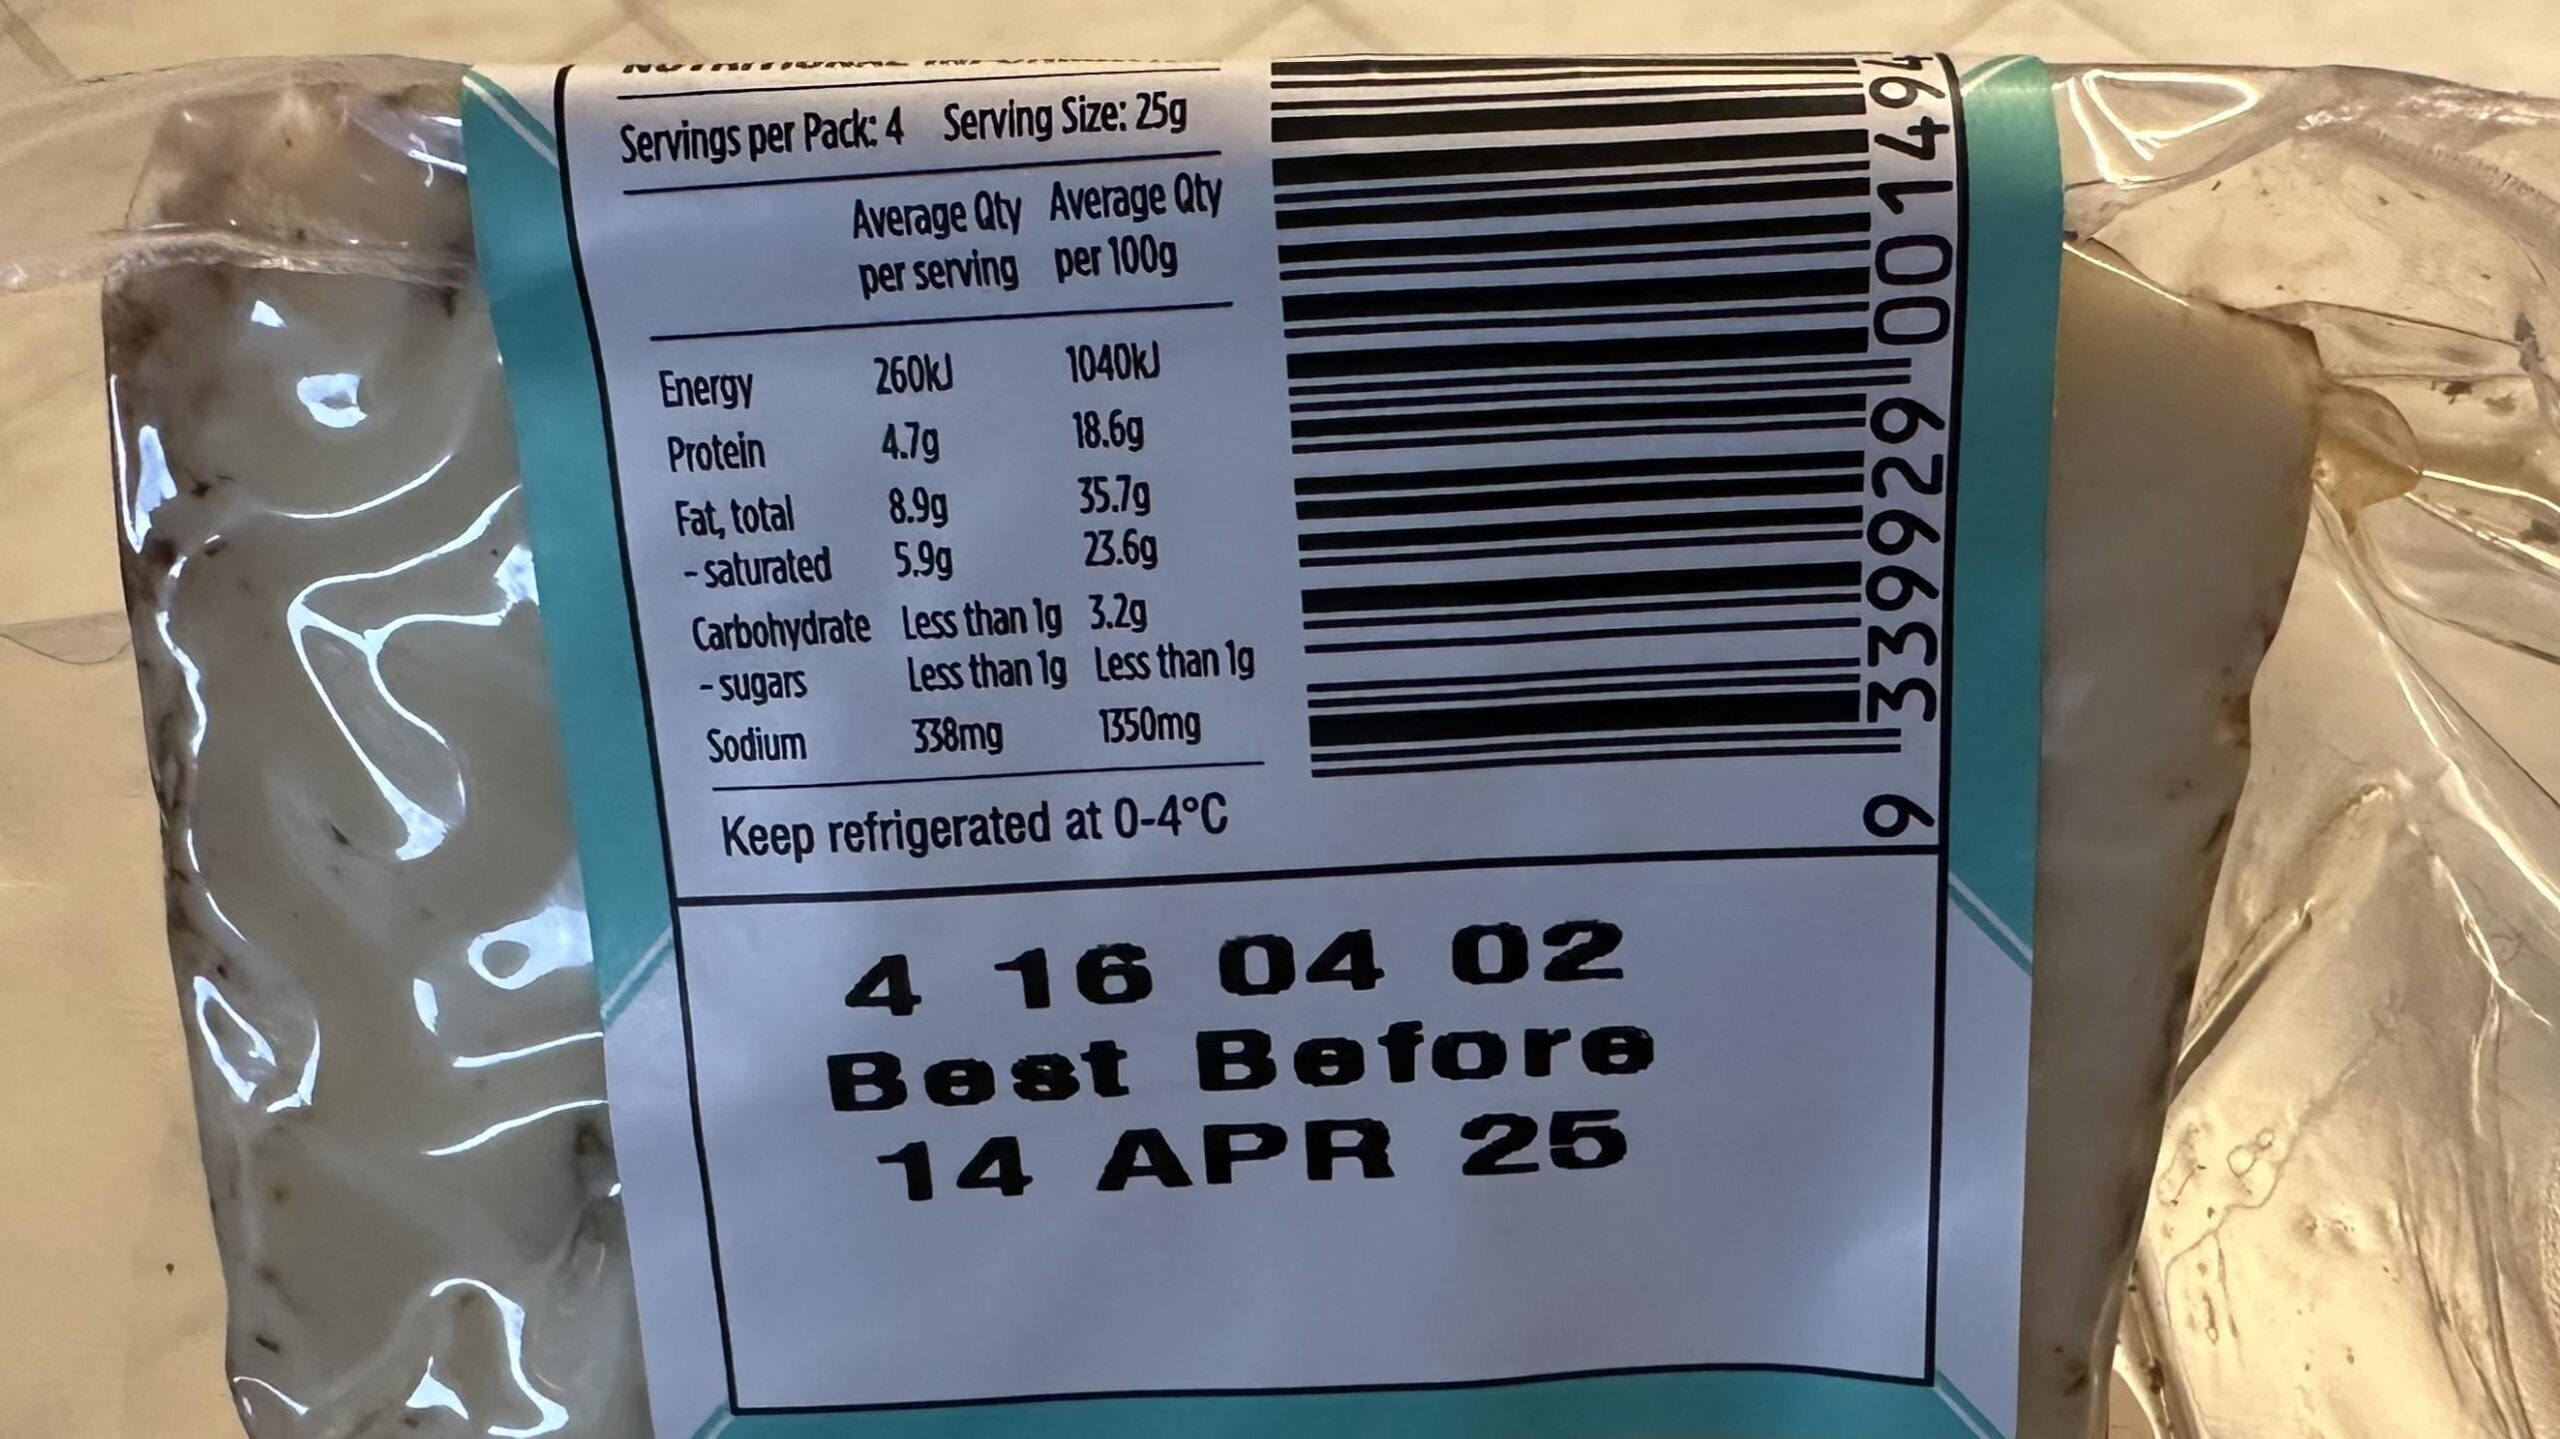 Servings per Pack: 4 Serving Size: 25g
Average Qty Average Qty
per serving per 100g
Energy 260kJ 1040kJ
Protein 4.7g 18.6g
Fat, total 8.9g 35.7g
- saturated 5.9g 23.6g
Carbohydrate Less than 1g 3.2g
- sugars Less than 1g Less than 1g
Sodium 338mg 1350mg
Keep refrigerated at 0-4°C
9 339929 001494
4 16 04 02
Best Before
14 APR 25